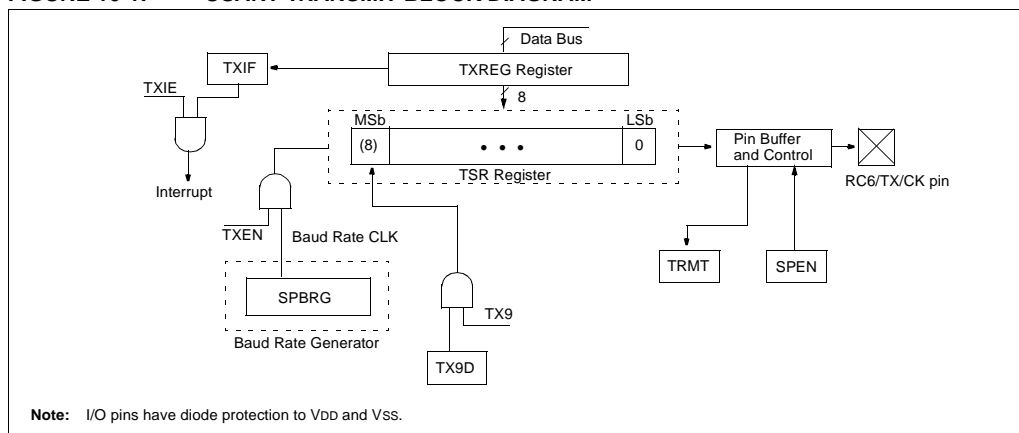 FIGURE 10-1: USART TRANSMIT BLOCK DIAGRAM
Data Bus
TXIF
TXREG Register
TXIE
8
MSb
LSb
(8)
• • •
0
Pin Buffer
and Control
TSR Register
Interrupt
RC6/TX/CK pin
TXEN
Baud Rate CLK
TRMT
SPEN
SPBRG
TX9
Baud Rate Generator
TX9D
Note: I/O pins have diode protection to VDD and VSS.